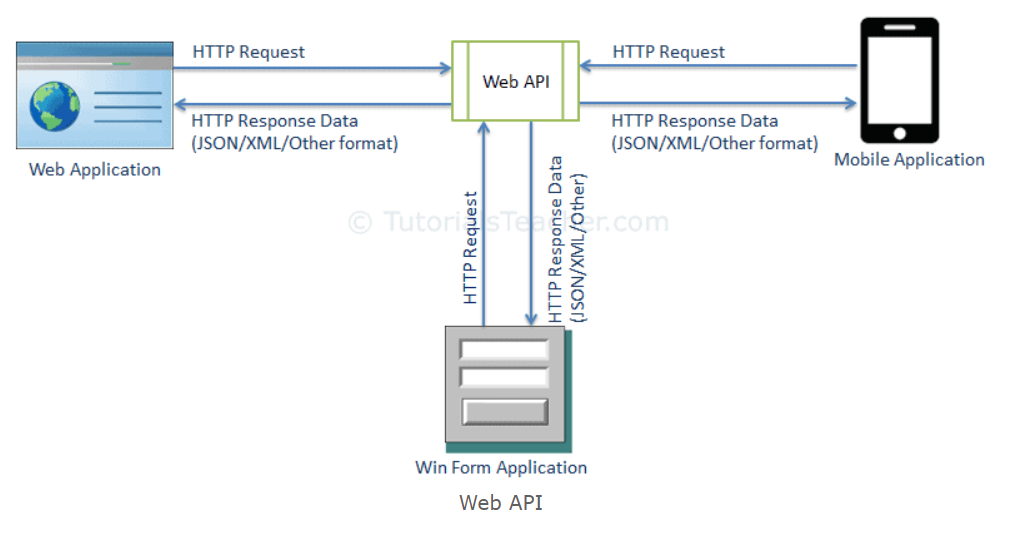 HTTP Request
HTTP Response Data
(JSON/XML/Other format)
Web Application
Web API
HTTP Request
HTTP Response Data
(JSON/XML/Other format)
Mobile Application
© TutorialsTeacher.com
HTTP Request
HTTP Response Data
(JSON/XML/Other)
Win Form Application
Web API